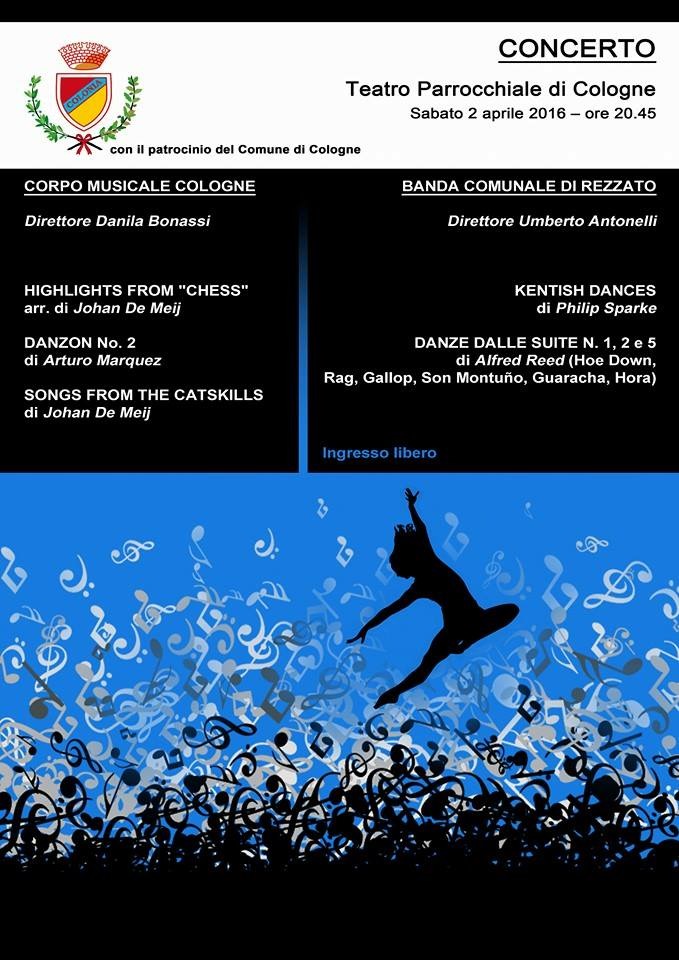 CONCERTO
Teatro Parrocchiale di Cologne
Sabato 2 aprile 2016 – ore 20.45
COLONIA
con il patrocinio del Comune di Cologne
CORPO MUSICALE COLOGNE
Direttore Danila Bonassi
HIGHLIGHTS FROM "CHESS"
arr. di Johan De Meij
DANZON No. 2
di Arturo Marquez
SONGS FROM THE CATSKILLS
di Johan De Meij
BANDA COMUNALE DI REZZATO
Direttore Umberto Antonelli
KENTISH DANCES
di Philip Sparke
DANZE DALLE SUITE N. 1, 2 e 5
di Alfred Reed (Hoe Down,
Rag, Gallop, Son Montuño, Guaracha, Hora)
Ingresso libero